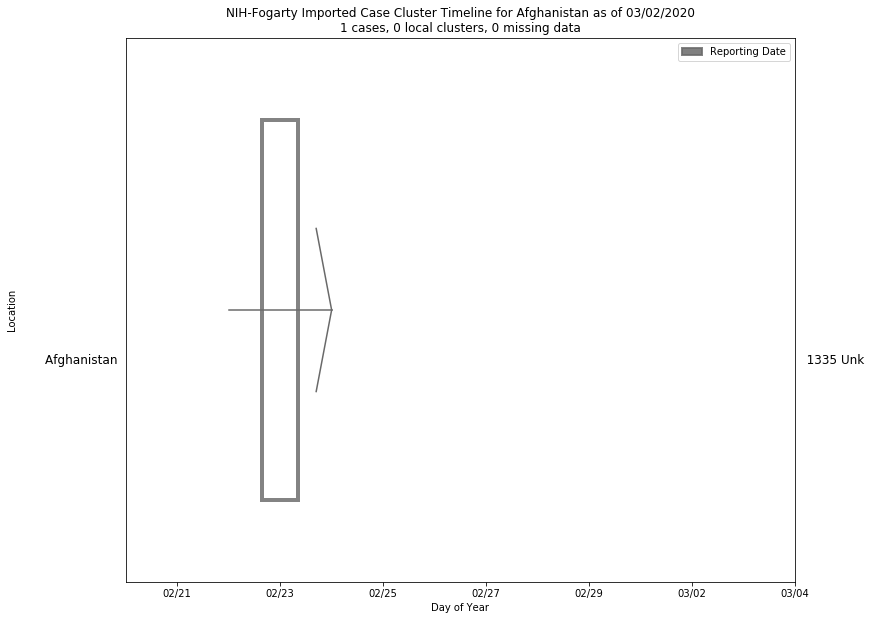 NIH-Fogarty Imported Case Cluster Timeline for Afghanistan as of 03/02/2020
1 cases, 0 local clusters, 0 missing data
Reporting Date
Location
Afghanistan
1335 Unk
02/21 02/23 02/25 02/27 02/29 03/02 03/04
Day of Year